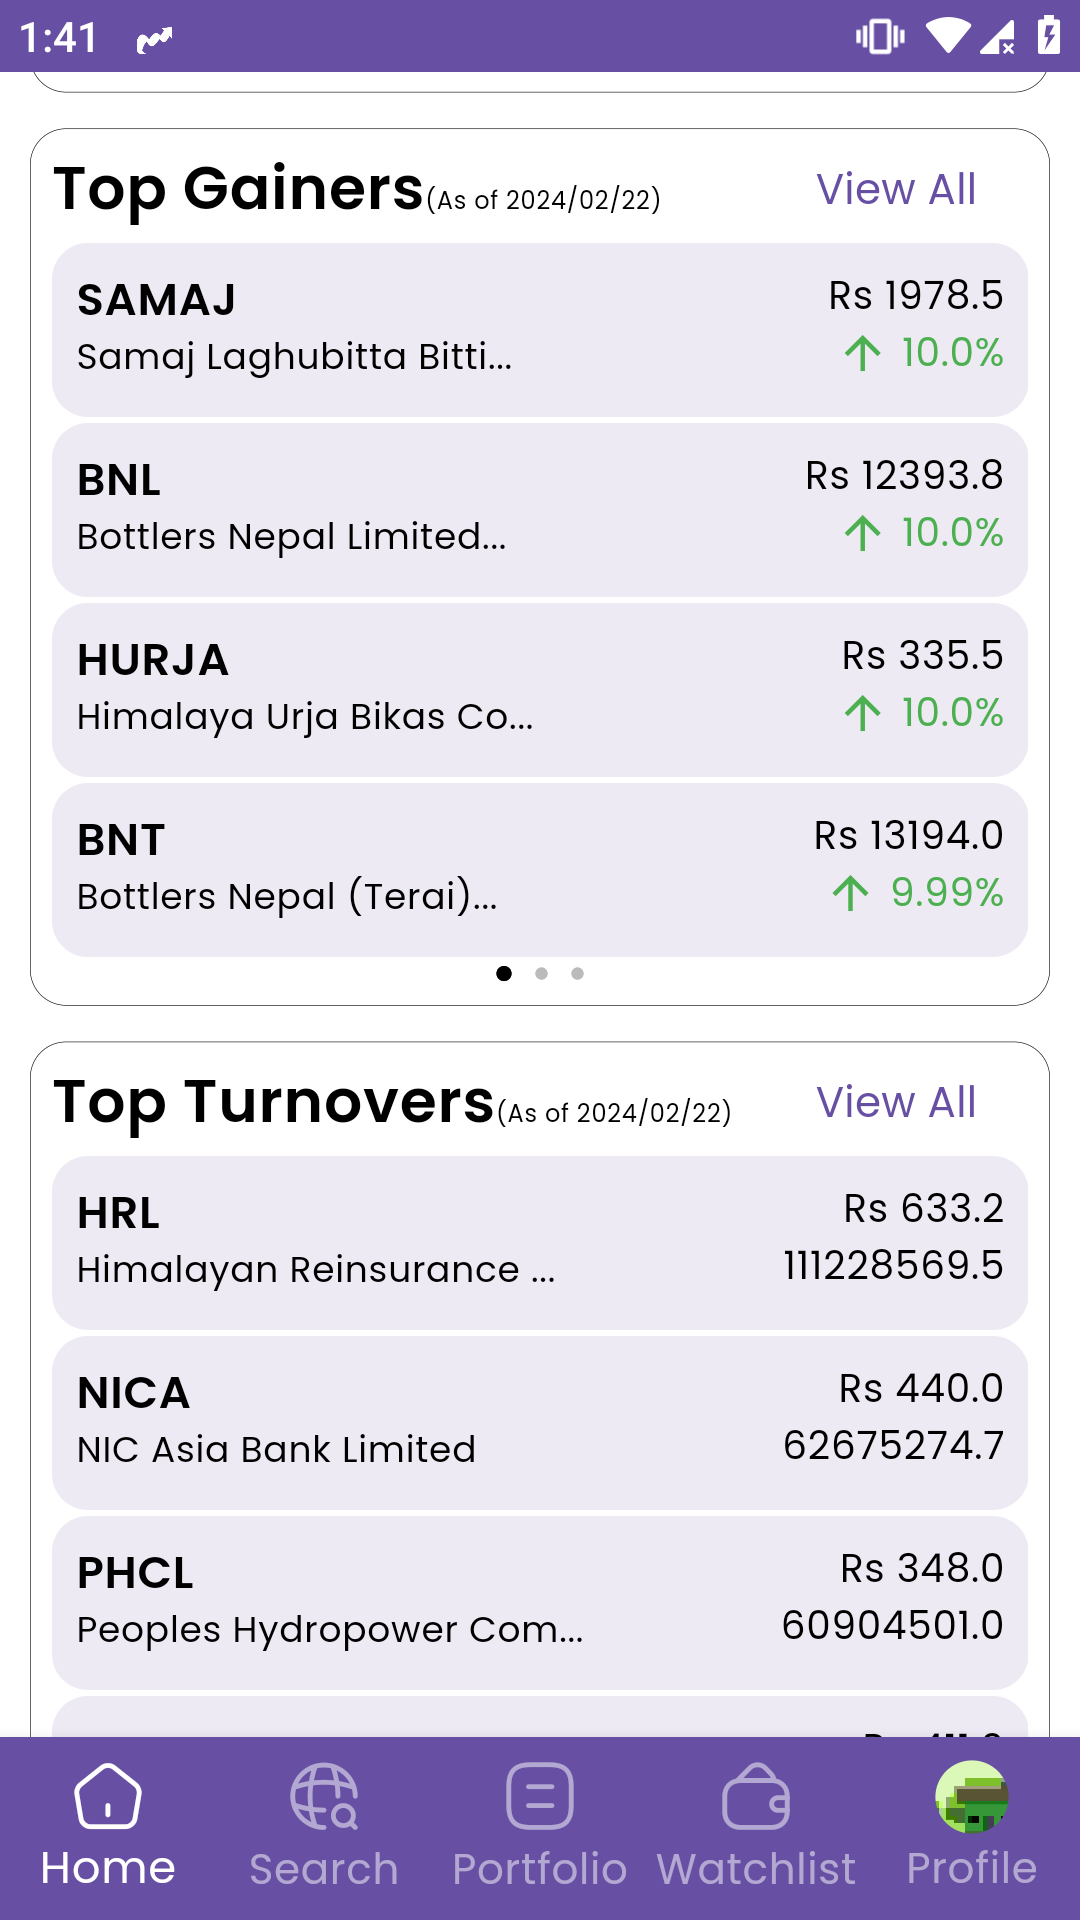 1:41
Top Gainers(As of 2024/02/22) View All
SAMAJ Rs 1978.5
Samaj Laghubitta Bitti... 10.0%
BNL Rs 12393.8
Bottlers Nepal Limited... 10.0%
HURJA Rs 335.5
Himalaya Urja Bikas Co... 10.0%
BNT Rs 13194.0
Bottlers Nepal (Terai)... 9.99%
Top Turnovers(As of 2024/02/22) View All
HRL Rs 633.2
Himalayan Reinsurance ... 111228569.5
NICA Rs 440.0
NIC Asia Bank Limited 62675274.7
PHCL Rs 348.0
Peoples Hydropower Com... 60904501.0
Home Search Portfolio Watchlist Profile